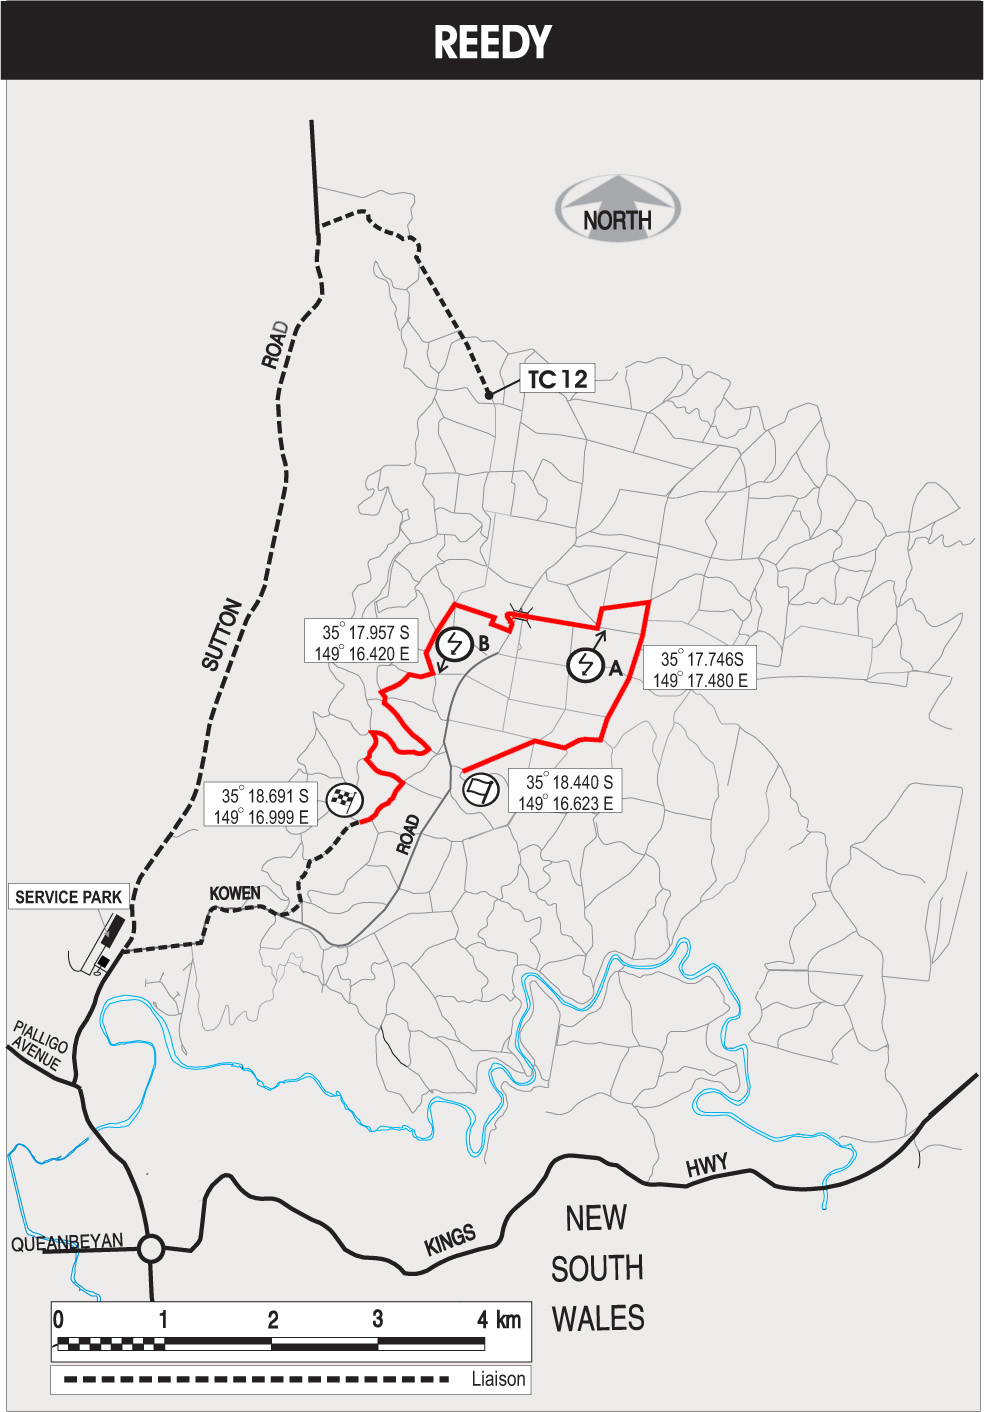 REEDY
NORTH
ROAD
TC 12
SUTTON
35° 17.957 S
149° 16.420 E
B
A
35° 17.746S
149° 17.480 E
35° 18.440 S
149° 16.623 E
35° 18.691 S
149° 16.999 E
ROAD
KOWEN
SERVICE PARK
PIALLIGO
AVENUE
HWY
KINGS
QUEANBEYAN
NEW
SOUTH
WALES
0 1 2 3 4 km
Liaison